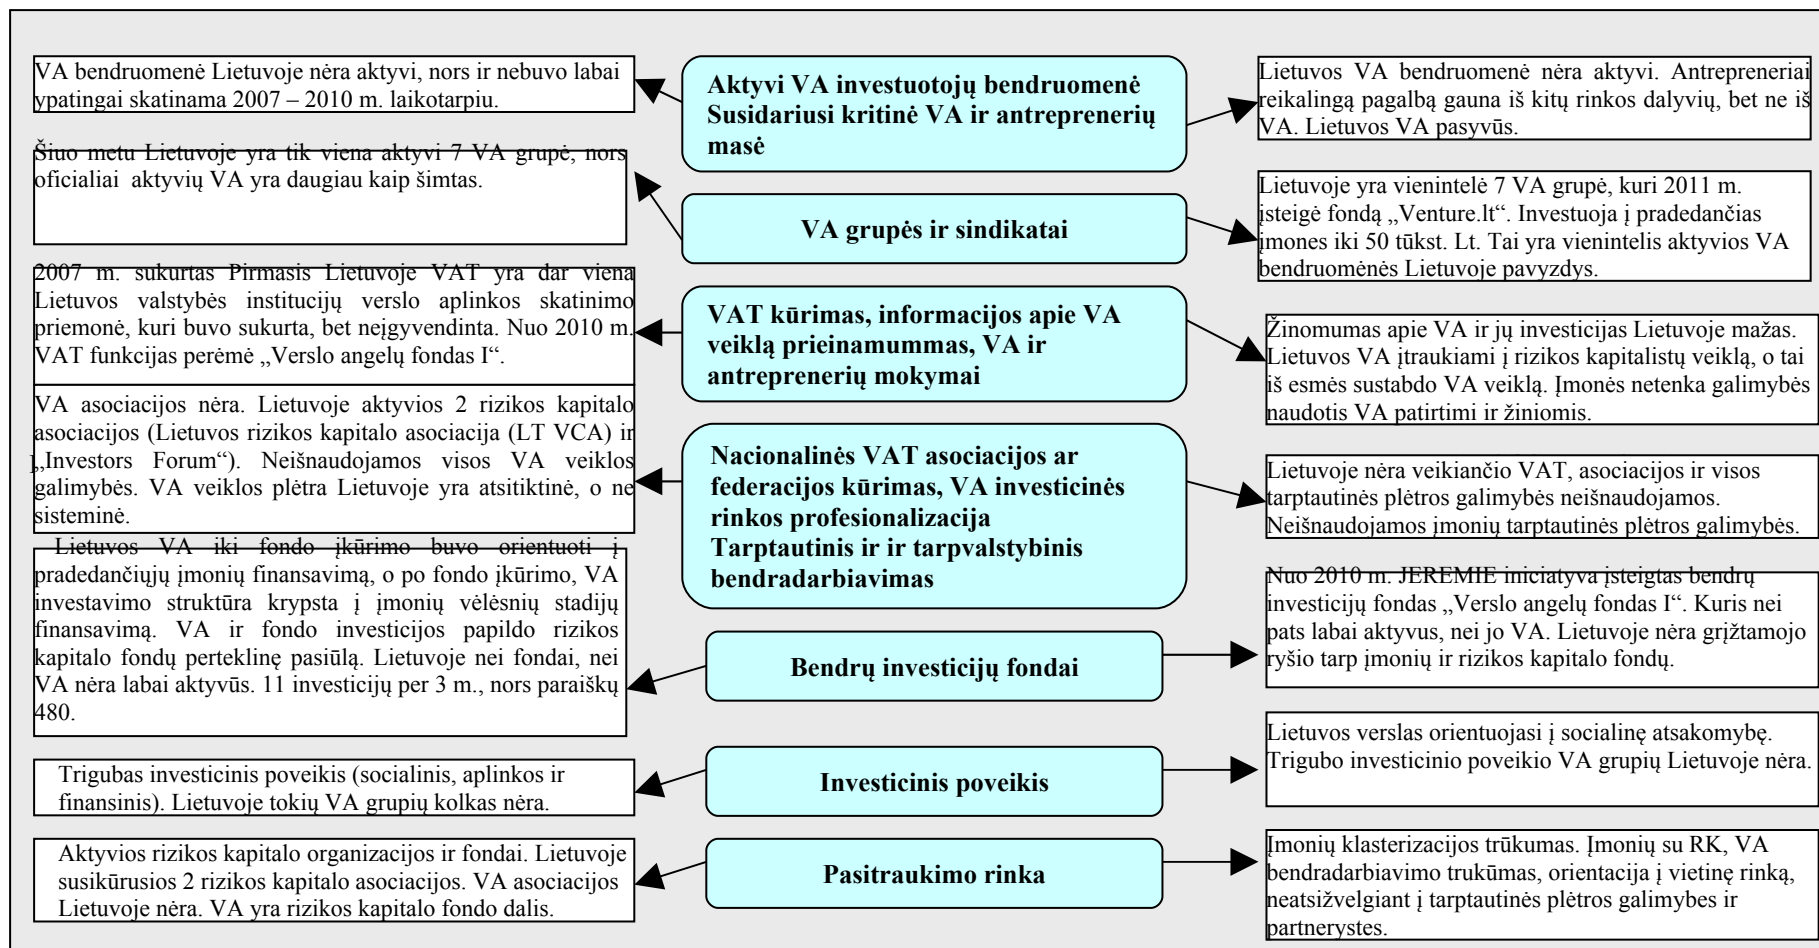 VA bendruomenė Lietuvoje nėra aktyvi, nors ir nebuvo labai
ypatingai skatinama 2007 – 2010 m. laikotarpiu.
Aktyvi VA investuotojų bendruomenė
Susidariusi kritinė VA ir antreprenerių
masė
Lietuvos VA bendruomenė nėra aktyvi. Antrepreneriai
reikalingą pagalbą gauna iš kitų rinkos dalyvių, bet ne iš
VA. Lietuvos VA pasyvūs.
Šiuo metu Lietuvoje yra tik viena aktyvi 7 VA grupė, nors
oficialiai aktyvių VA yra daugiau kaip šimtas.
VA grupės ir sindikatai
Lietuvoje yra vienintelė 7 VA grupė, kuri 2011 m.
įsteigė fondą „Venture.lt“. Investuoja į pradedančias
įmones iki 50 tūkst. Lt. Tai yra vienintelis aktyvios VA
bendruomėnės Lietuvoje pavyzdys.
2007 m. sukurtas Pirmasis Lietuvoje VAT yra dar viena
Lietuvos valstybės institucijų verslo aplinkos skatinimo
priemonė, kuri buvo sukurta, bet neįgyvendinta. Nuo 2010 m.
VAT funkcijas perėmė „Verslo angelų fondas I“.
VAT kūrimas, informacijos apie VA
veiklą prieinamummas, VA ir
antreprenerių mokymai
Žinomumas apie VA ir jų investicijas Lietuvoje mažas.
Lietuvos VA įtraukiami į rizikos kapitalistų veiklą, o tai
iš esmės sustabdo VA veiklą. Įmonės netenka galimybės
naudotis VA patirtimi ir žiniomis.
VA asociacijos nėra. Lietuvoje aktyvios 2 rizikos kapitalo
asociacijos (Lietuvos rizikos kapitalo asociacija (LT VCA) ir
„Investors Forum“). Neišnaudojamos visos VA veiklos
galimybės. VA veiklos plėtra Lietuvoje yra atsitiktinė, o ne
sisteminė.
Nacionalinės VAT asociacijos ar
federacijos kūrimas, VA investicinės
rinkos profesionalizacija
Tarptautinis ir ir tarpvalstybinis
bendradarbiavimas
Lietuvoje nėra veikiančio VAT, asociacijos ir visos
tarptautinės plėtros galimybės neišnaudojamos.
Neišnaudojamos įmonių tarptautinės plėtros galimybės.
Lietuvos VA iki fondo įkūrimo buvo orientuoti į
pradedančiųjų įmonių finansavimą, o po fondo įkūrimo, VA
investavimo struktūra krypsta į įmonių vėlėsnių stadijų
finansavimą. VA ir fondo investicijos papildo rizikos
kapitalo fondų perteklinę pasiūlą. Lietuvoje nei fondai, nei
VA nėra labai aktyvūs. 11 investicijų per 3 m., nors paraiškų
480.
Bendrų investicijų fondai
Nuo 2010 m. JEREMIE iniciatyva įsteigtas bendrų
investicijų fondas „Verslo angelų fondas I“. Kuris nei
pats labai aktyvus, nei jo VA. Lietuvoje nėra grįžtamojo
ryšio tarp įmonių ir rizikos kapitalo fondų.
Trigubas investicinis poveikis (socialinis, aplinkos ir
finansinis). Lietuvoje tokių VA grupių kolkas nėra.
Investicinis poveikis
Lietuvos verslas orientuojasi į socialinę atsakomybę.
Trigubo investicinio poveikio VA grupių Lietuvoje nėra.
Aktyvios rizikos kapitalo organizacijos ir fondai. Lietuvoje
susikūrusios 2 rizikos kapitalo asociacijos. VA asociacijos
Lietuvoje nėra. VA yra rizikos kapitalo fondo dalis.
Pasitraukimo rinka
Įmonių klasterizacijos trūkumas. Įmonių su RK, VA
bendradarbiavimo trukūmas, orientacija į vietinę rinką,
neatsižvelgiant į tarptautinės plėtros galimybes ir
partnerystes.